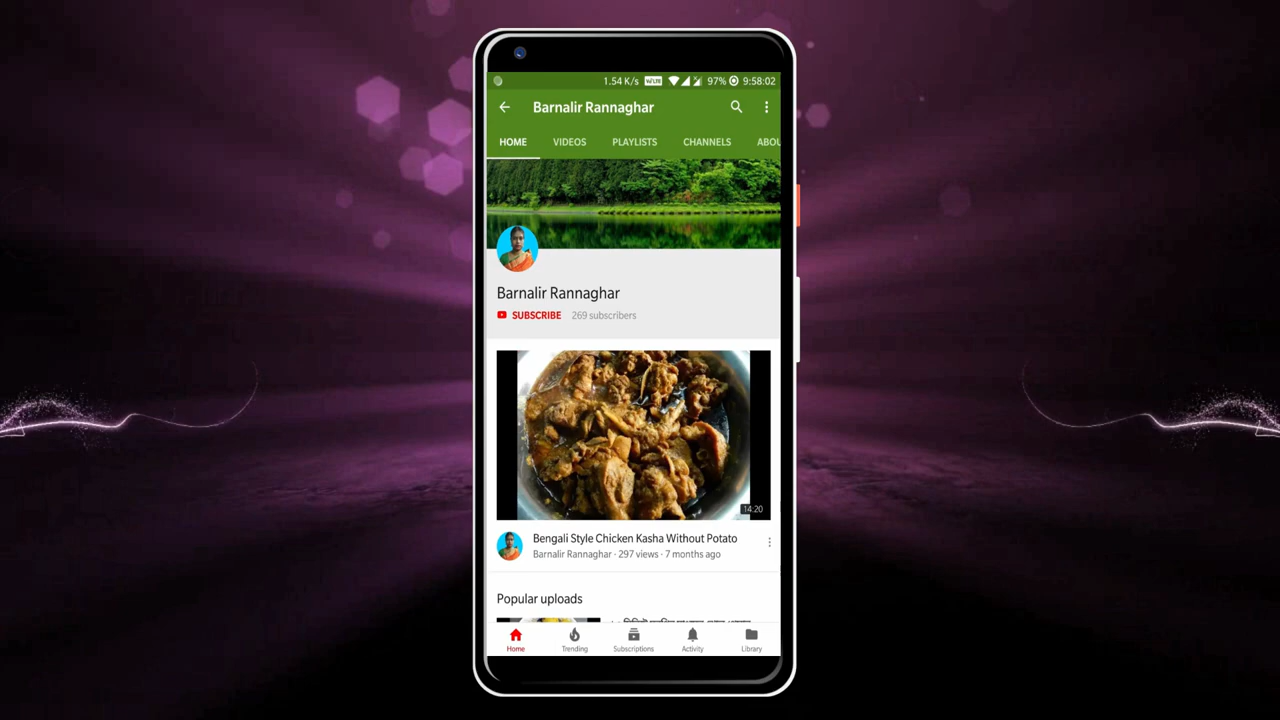 1.54 K/s VoLTE 97% 9:58:02
Barnalir Rannaghar
HOME VIDEOS PLAYLISTS CHANNELS ABOU
Barnalir Rannaghar
SUBSCRIBE 269 subscribers
14:20
Bengali Style Chicken Kasha Without Potato
Barnalir Rannaghar · 297 views · 7 months ago
Popular uploads
Home Trending Subscriptions Activity Library